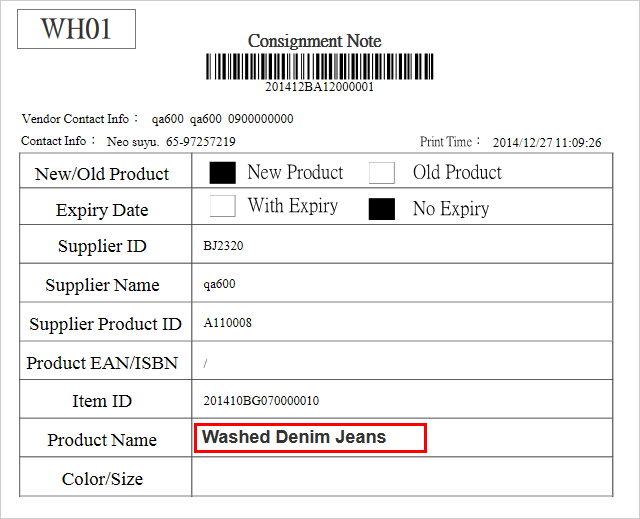 WH01
Consignment Note
201412BA12000001
Vendor Contact Info： qa600 qa600 0900000000
Contact Info： Neo suyu. 65-97257219 Print Time： 2014/12/27 11:09:26
New/Old Product New Product Old Product
Expiry Date With Expiry No Expiry
Supplier ID BJ2320
Supplier Name qa600
Supplier Product ID A110008
Product EAN/ISBN /
Item ID 201410BG070000010
Product Name Washed Denim Jeans
Color/Size